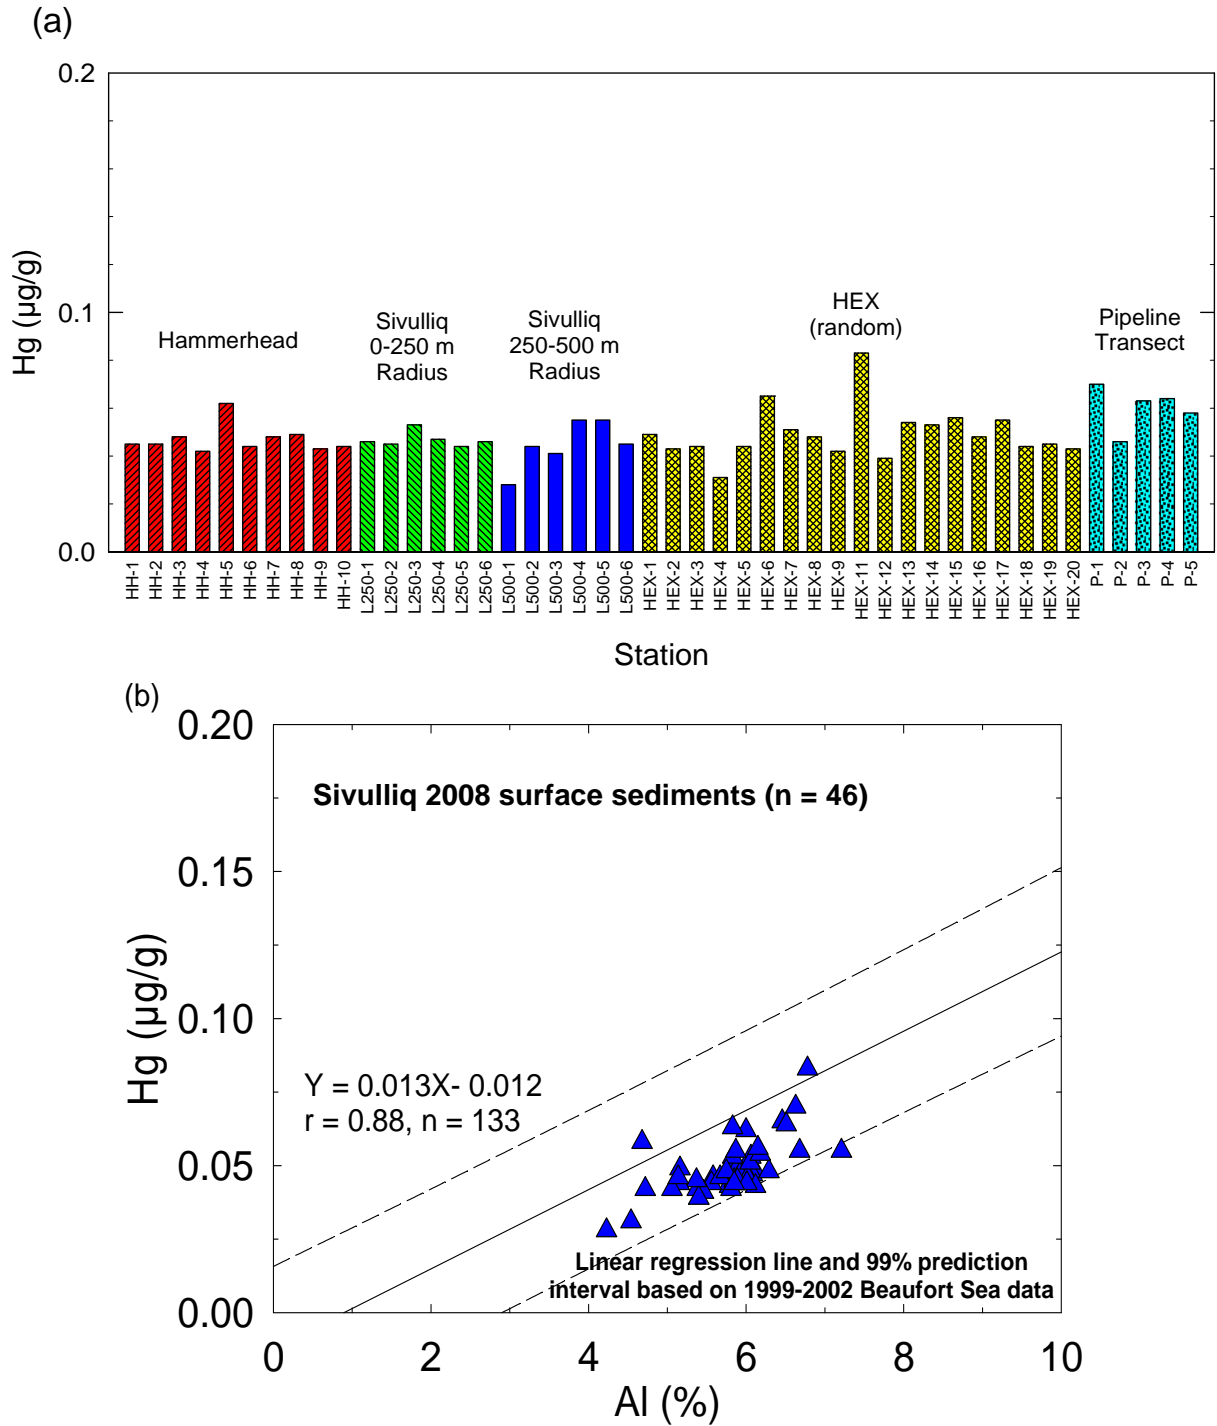 (a)
0.2
0.1
0.0
Hg (µg/g)
Hammerhead
Sivulliq
0-250 m
Radius
Sivulliq
250-500 m
Radius
HEX
(random)
Pipeline
Transect
HH-1
HH-2
HH-3
HH-4
HH-5
HH-6
HH-7
HH-8
HH-9
HH-10
L250-1
L250-2
L250-3
L250-4
L250-5
L250-6
L500-1
L500-2
L500-3
L500-4
L500-5
L500-6
HEX-1
HEX-2
HEX-3
HEX-4
HEX-5
HEX-6
HEX-7
HEX-8
HEX-9
HEX-11
HEX-12
HEX-13
HEX-14
HEX-15
HEX-16
HEX-17
HEX-18
HEX-19
HEX-20
P-1
P-2
P-3
P-4
P-5
Station
(b)
0.20
0.15
0.10
0.05
0.00
Hg (µg/g)
Sivulliq 2008 surface sediments (n = 46)
Y = 0.013X- 0.012
r = 0.88, n = 133
Linear regression line and 99% prediction
interval based on 1999-2002 Beaufort Sea data
0
2
4
6
8
10
Al (%)